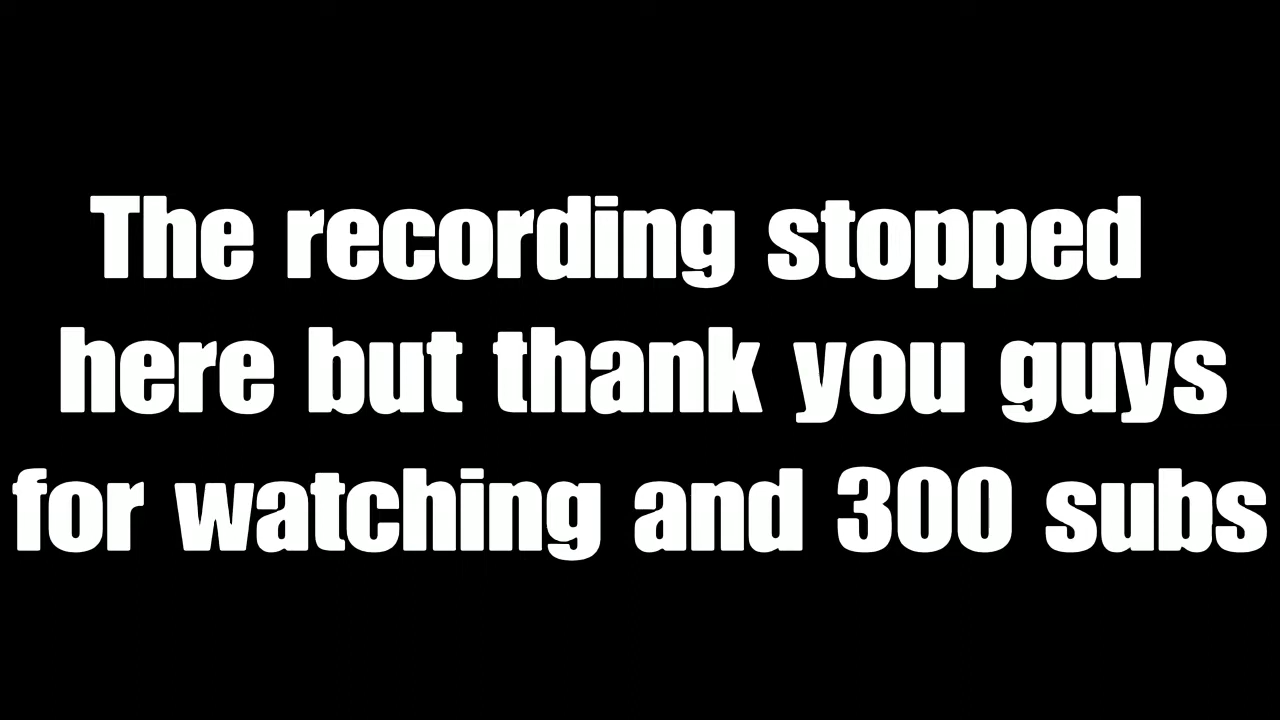 The recording stopped
here but thank you guys
for watching and 300 subs